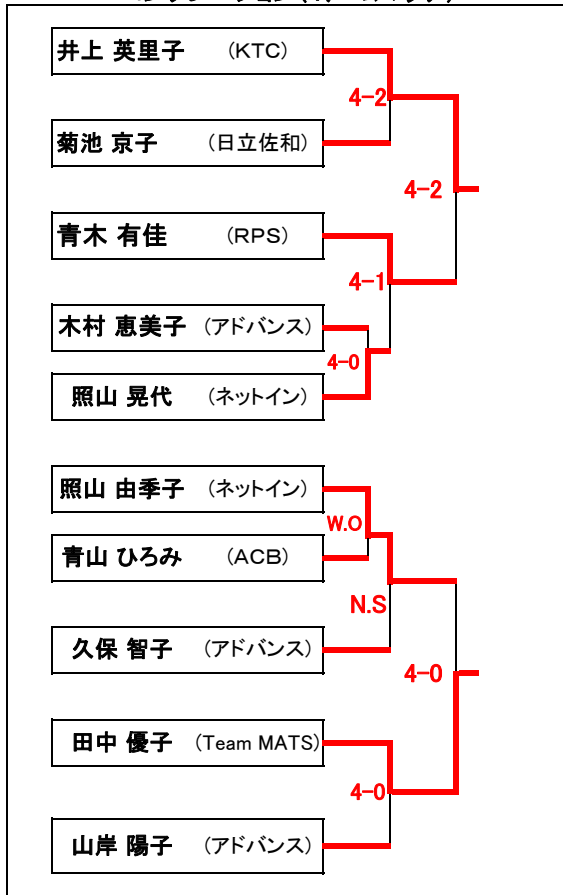 井上 英里子 (KTC)
4-2
菊池 京子 (日立佐和)
4-2
青木 有佳 (RPS)
4-1
木村 恵美子 (アドバンス)
4-0
照山 晃代 (ネットイン)
照山 由季子 (ネットイン)
W.O
青山 ひろみ (ACB)
N.S
久保 智子 (アドバンス)
4-0
田中 優子 (Team MATS)
4-0
山岸 陽子 (アドバンス)